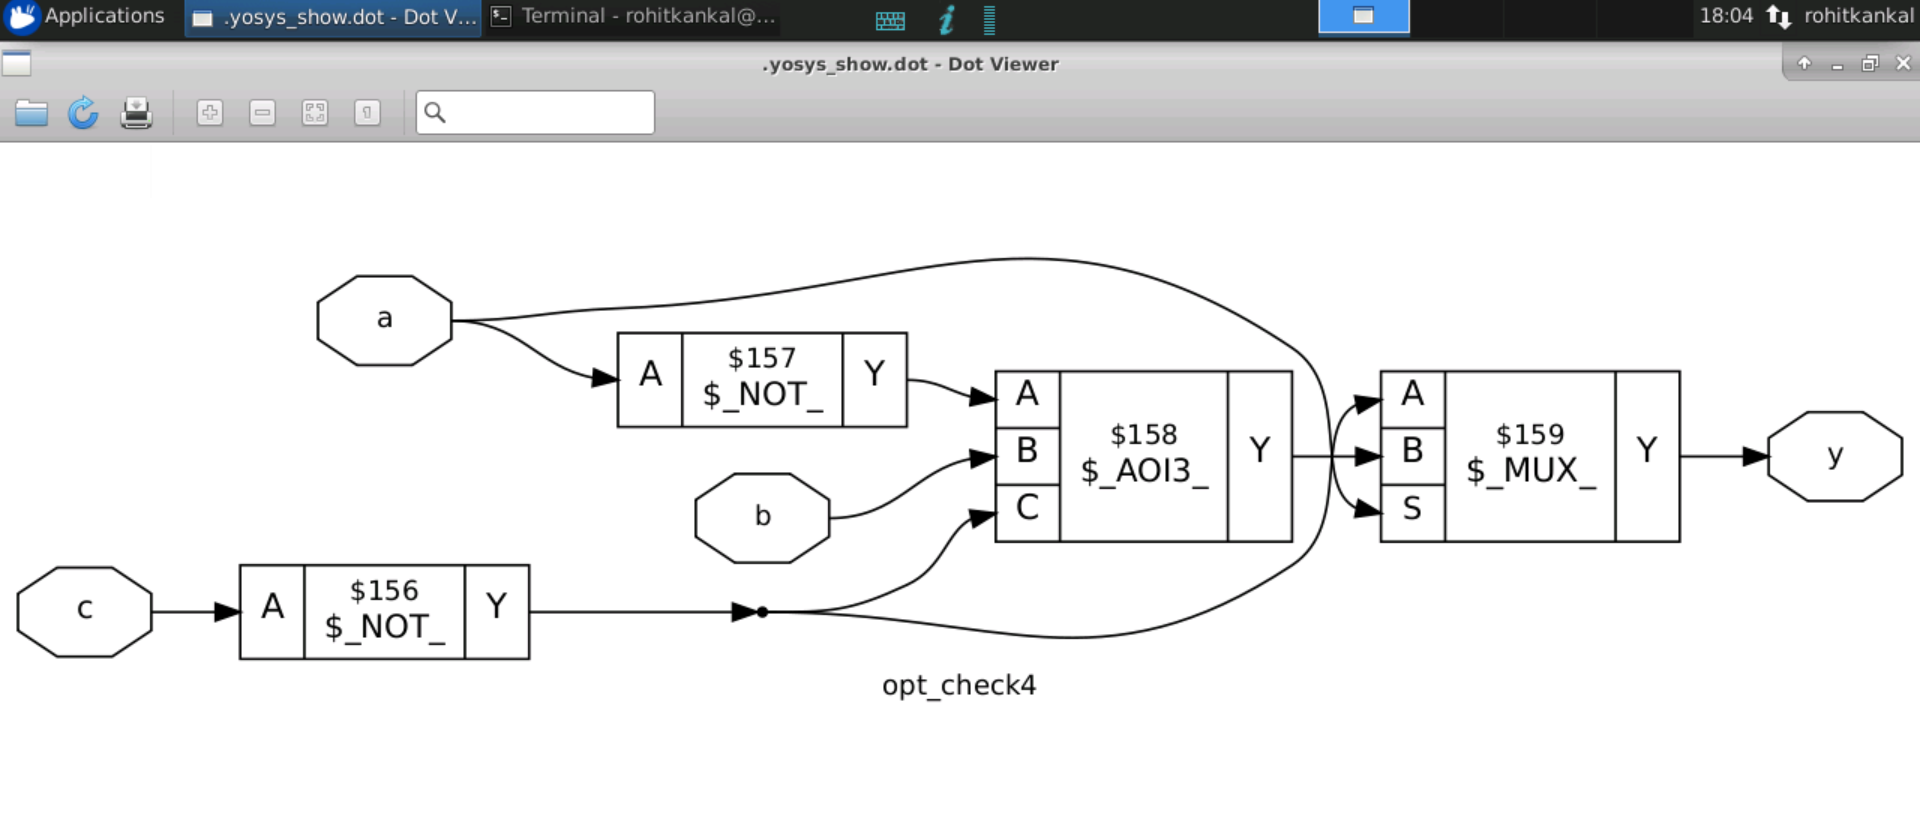 Applications
.yosys_show.dot - Dot V...
Terminal - rohitkankal@...
18:04
rohitkankal
.yosys_show.dot - Dot Viewer
a
A
$157
$_NOT_
Y
A
B
C
$158
$_AOI3_
Y
A
B
S
$159
$_MUX_
Y
y
b
c
A
$156
$_NOT_
Y
opt_check4